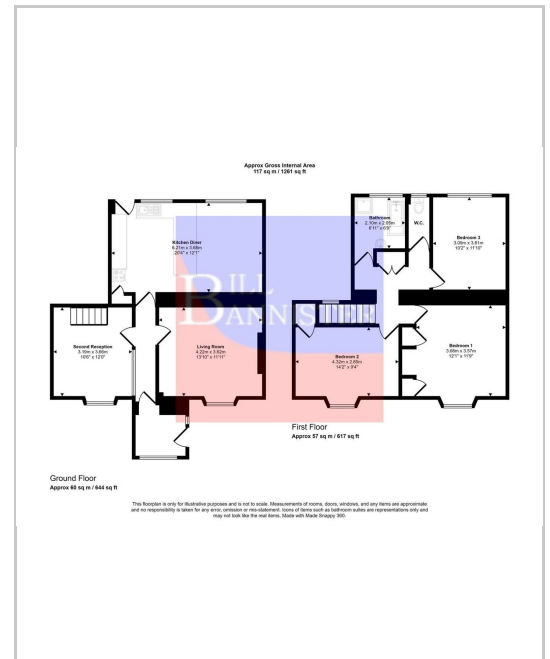 Approx Gross Internal Area
117 sq m / 1261 sq ft
Bathroom
2.10m x 2.05m
6'11" x 6'9"
W.C.
Bedroom 3
3.09m x 3.61m
10'2" x 11'10"
Kitchen Diner
6.21m x 3.68m
20'4" x 12'1"
BILL
BANNISTER
Second Reception
3.19m x 3.66m
10'6" x 12'0"
Living Room
4.22m x 3.62m
13'10" x 11'11"
Bedroom 2
4.32m x 2.85m
14'2" x 9'4"
Bedroom 1
3.68m x 3.57m
12'1" x 11'9"
First Floor
Approx 57 sq m / 617 sq ft
Ground Floor
Approx 60 sq m / 644 sq ft
This floorplan is only for illustrative purposes and is not to scale. Measurements of rooms, doors, windows, and any items are approximate
and no responsibility is taken for any error, omission or mis-statement. Icons of items such as bathroom suites are representations only and
may not look like the real items. Made with Made Snappy 360.